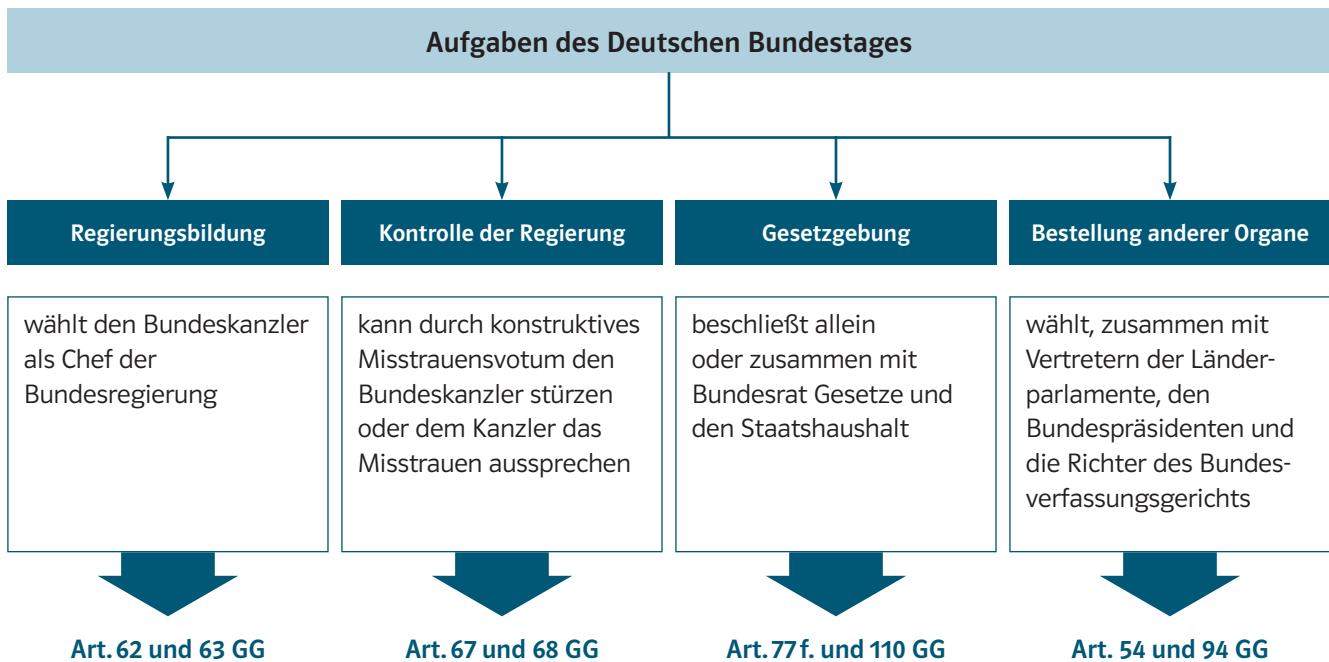 Aufgaben des Deutschen Bundestages
Regierungsbildung
wählt den Bundeskanzler
als Chef der
Bundesregierung
Art. 62 und 63 GG
Kontrolle der Regierung
kann durch konstruktives
Misstrauensvotum den
Bundeskanzler stürzen
oder dem Kanzler das
Misstrauen aussprechen
Art. 67 und 68 GG
Gesetzgebung
beschließt allein
oder zusammen mit
Bundesrat Gesetze und
den Staatshaushalt
Art. 77 f. und 110 GG
Bestellung anderer Organe
wählt, zusammen mit
Vertretern der Länder-
parlamente, den
Bundespräsidenten und
die Richter des Bundes-
verfassungsgerichts
Art. 54 und 94 GG